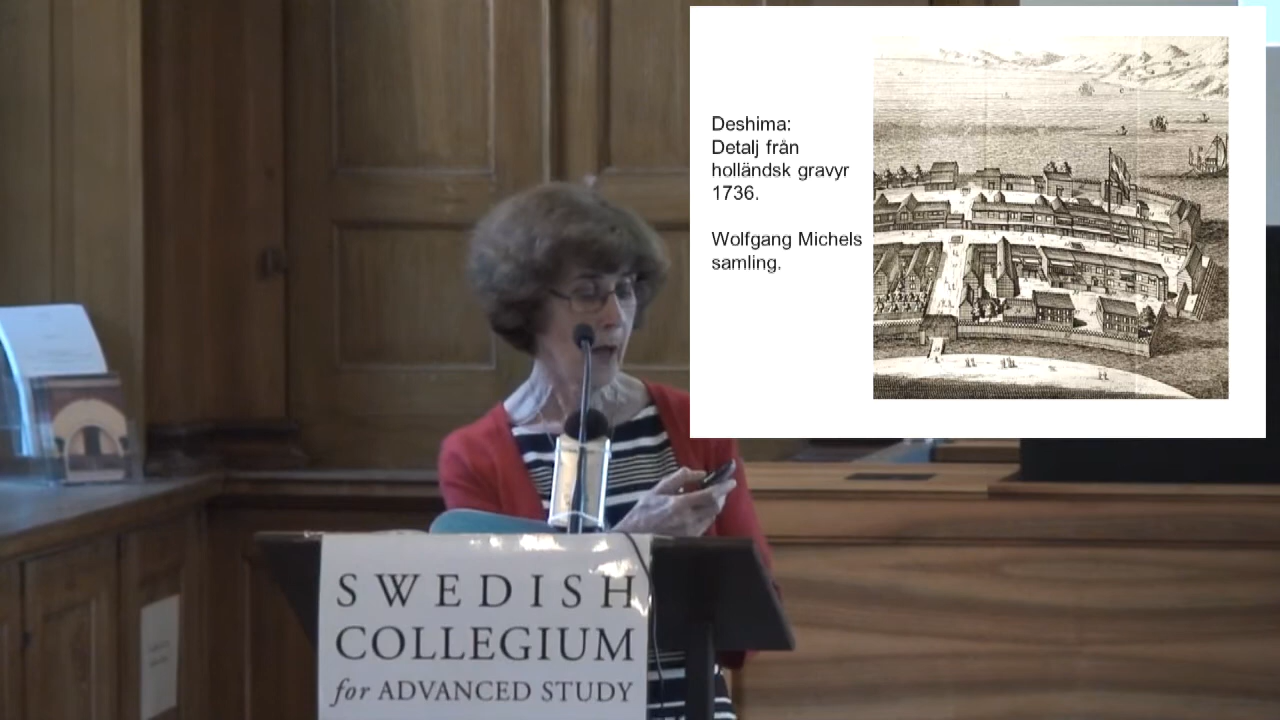 Deshima:
Detalj från
holländsk gravyr
1736.
Wolfgang Michels
samling.
SWEDISH
COLLEGIUM
for ADVANCED STUDY